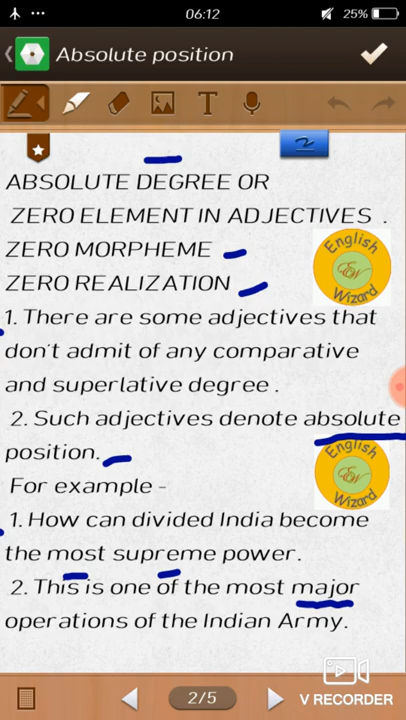 06:12
25%
Absolute position
T
2
ABSOLUTE DEGREE OR
ZERO ELEMENT IN ADJECTIVES .
ZERO MORPHEME
ZERO REALIZATION
English
EW
Wizard
1. There are some adjectives that
don't admit of any comparative
and superlative degree .
2. Such adjectives denote absolute
position.
English
EW
Wizard
For example -
1. How can divided India become
the most supreme power.
2. This is one of the most major
operations of the Indian Army.
V RECORDER
2/5